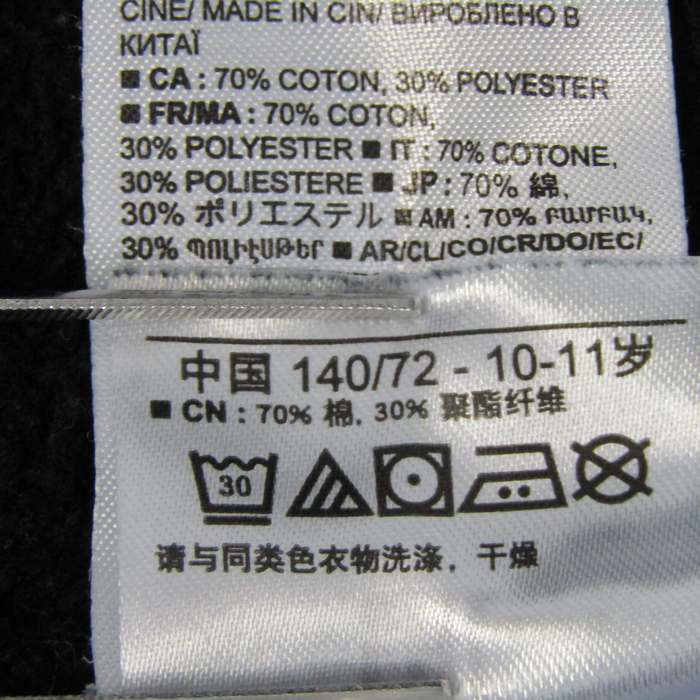 CINE/ MADE IN CIN/ ВИРОБЛЕНО В
КИТАЇ
■ CA : 70% COTTON, 30% POLYESTER
■ FR/MA : 70% COTON,
30% POLYESTER ■ IT : 70% COTONE,
30% POLIESTERE ■ JP : 70% 綿,
30% ポリエステル ■ AM : 70% ԲԱՄԲԱԿ,
30% ՊՈԼԻԷՍԹԵՐ ■ AR/CL/CO/CR/DO/EC/
中国 140/72 - 10-11岁
■ CN : 70% 棉, 30% 聚酯纤维
30
请与同类色衣物洗涤, 干燥